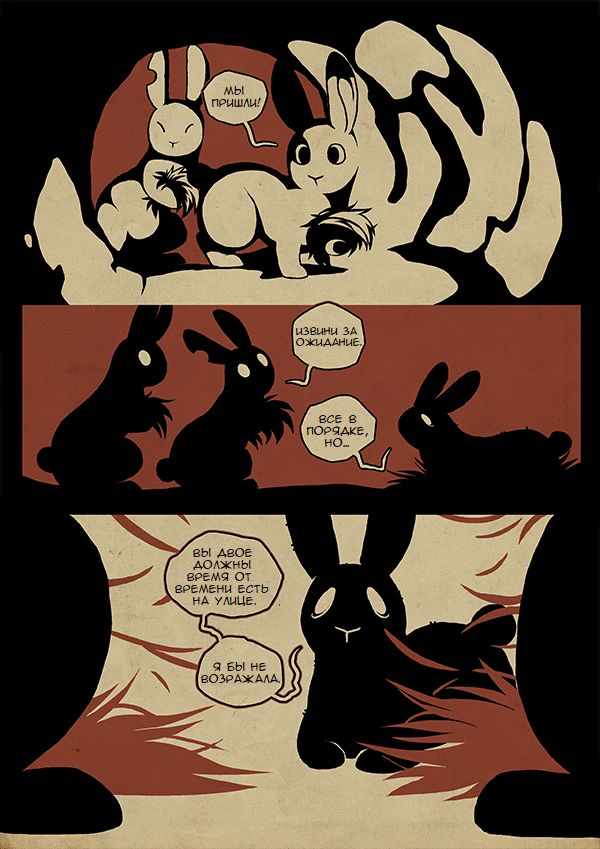 МЫ
ПРИШЛИ!
ИЗВИНИ ЗА
ОЖИДАНИЕ.
ВСЕ В
ПОРЯДКЕ,
НО...
ВЫ ДВОЕ
ДОЛЖНЫ
ВРЕМЯ ОТ
ВРЕМЕНИ ЕСТЬ
НА УЛИЦЕ.
Я БЫ НЕ
ВОЗРАЖАЛА.